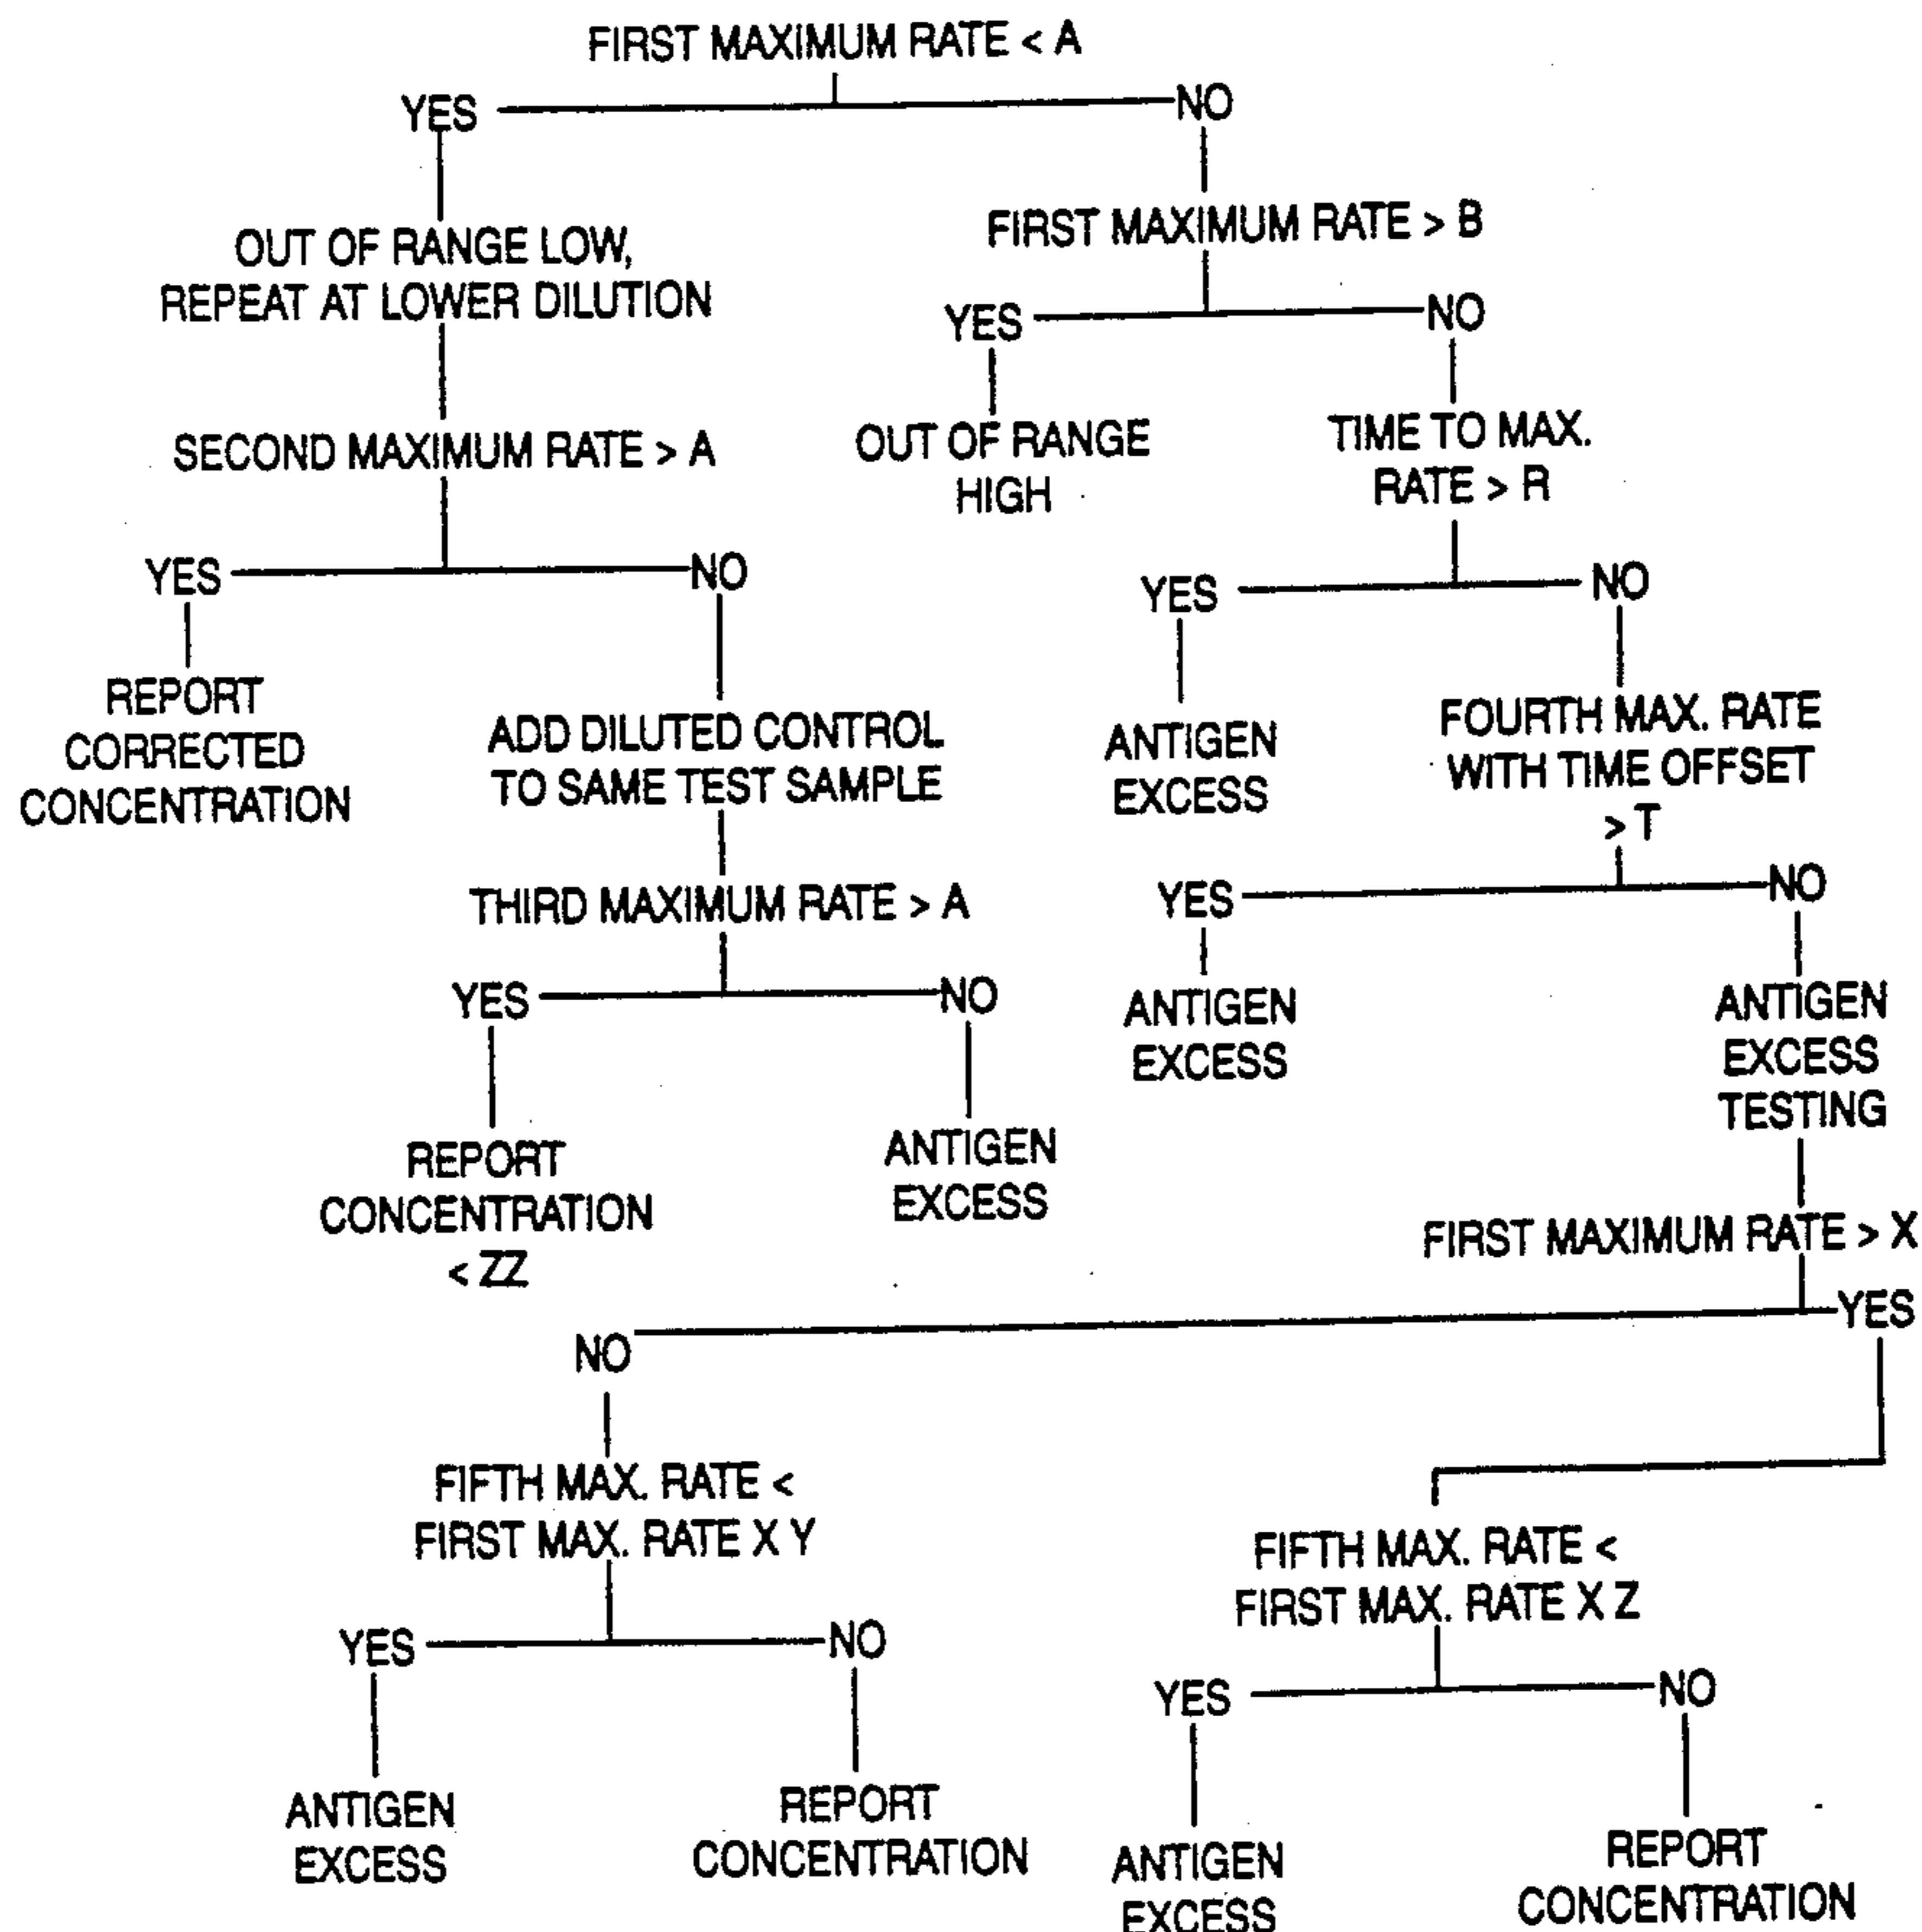 FIRST MAXIMUM RATE < A
YES
NO
OUT OF RANGE LOW,
REPEAT AT LOWER DILUTION
FIRST MAXIMUM RATE > B
YES
NO
SECOND MAXIMUM RATE > A
OUT OF RANGE
HIGH
TIME TO MAX.
RATE > R
YES
NO
YES
NO
REPORT
CORRECTED
CONCENTRATION
ADD DILUTED CONTROL
TO SAME TEST SAMPLE
ANTIGEN
EXCESS
FOURTH MAX. RATE
WITH TIME OFFSET
> T
THIRD MAXIMUM RATE > A
YES
NO
YES
NO
REPORT
CONCENTRATION
< ZZ
ANTIGEN
EXCESS
ANTIGEN
EXCESS
ANTIGEN
EXCESS
TESTING
FIRST MAXIMUM RATE > X
NO
YES
FIFTH MAX. RATE <
FIRST MAX. RATE X Y
FIFTH MAX. RATE <
FIRST MAX. RATE X Z
YES
NO
YES
NO
ANTIGEN
EXCESS
REPORT
CONCENTRATION
ANTIGEN
EXCESS
REPORT
CONCENTRATION